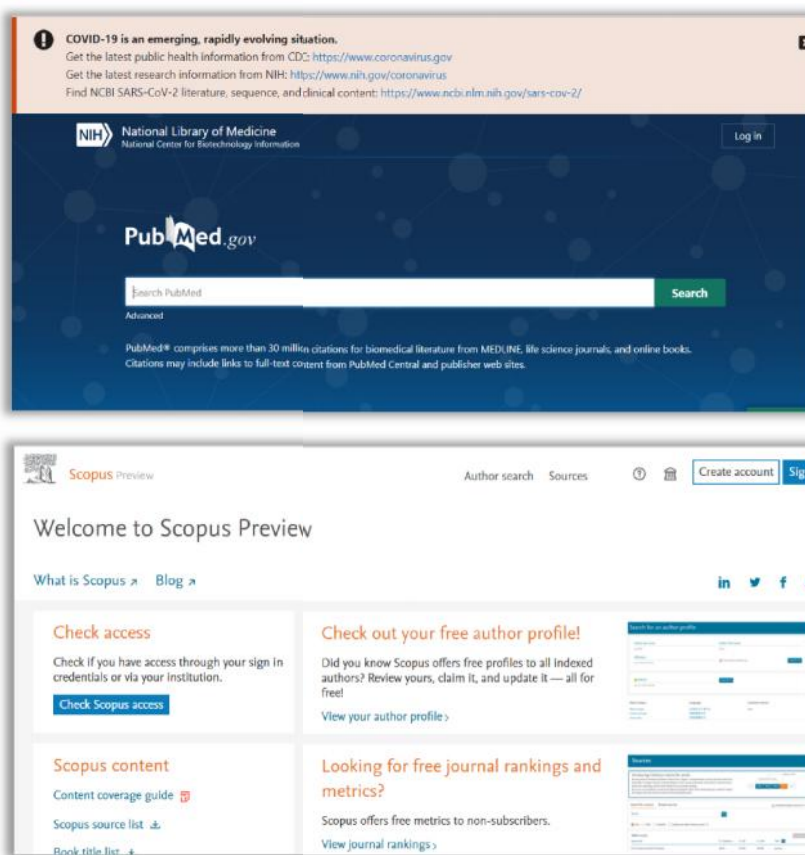 COVID-19 is an emerging, rapidly evolving situation.
Get the latest public health information from CDC: https://www.coronavirus.gov
Get the latest research information from NIH: https://www.nih.gov/coronavirus
Find NCBI SARS-CoV-2 literature, sequence, and clinical content: https://www.ncbi.nlm.nih.gov/sars-cov-2/
NIH National Library of Medicine
National Center for Biotechnology Information
Log in
PubMed.gov
Search PubMed
Search
Advanced
PubMed® comprises more than 30 million citations for biomedical literature from MEDLINE, life science journals, and online books.
Citations may include links to full-text content from PubMed Central and publisher web sites.
Scopus Preview
Author search Sources
Create account
Welcome to Scopus Preview
What is Scopus
Blog
Check access
Check if you have access through your sign in
credentials or via your institution.
Check Scopus access
Check out your free author profile!
Did you know Scopus offers free profiles to all indexed
authors? Review yours, claim it, and update it — all for
free!
View your author profile
Search for an author profile
Scopus content
Content coverage guide
Scopus source list
Book title list
Looking for free journal rankings and
metrics?
Scopus offers free metrics to non-subscribers.
View journal rankings
Sources